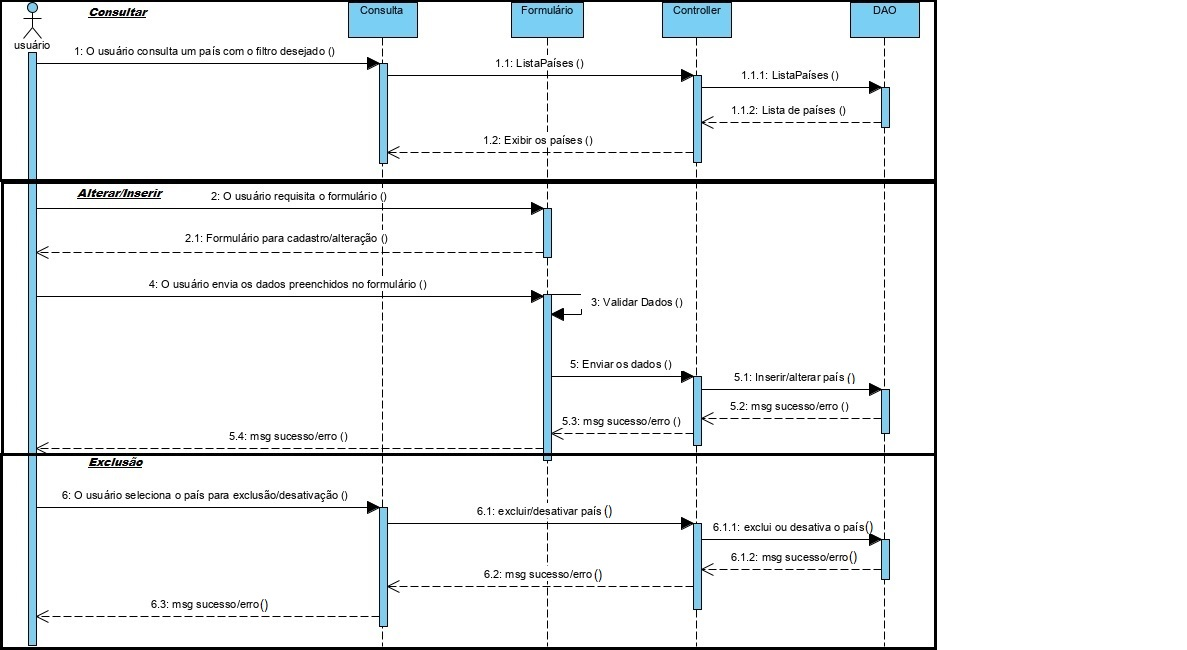 Consultar
Consulta
Formulário
Controller
DAO
usuário
1: O usuário consulta um país com o filtro desejado ()
1.1: ListaPaíses ()
1.1.1: ListaPaíses ()
1.1.2: Lista de países ()
1.2: Exibir os países ()
Alterar/Inserir
2: O usuário requisita o formulário ()
2.1: Formulário para cadastro/alteração ()
4: O usuário envia os dados preenchidos no formulário ()
3: Validar Dados ()
5: Enviar os dados ()
5.1: Inserir/alterar país ()
5.2: msg sucesso/erro ()
5.3: msg sucesso/erro ()
5.4: msg sucesso/erro ()
Exclusão
6: O usuário seleciona o país para exclusão/desativação ()
6.1: excluir/desativar país ()
6.1.1: exclui ou desativa o país()
6.1.2: msg sucesso/erro()
6.2: msg sucesso/erro ()
6.3: msg sucesso/erro()